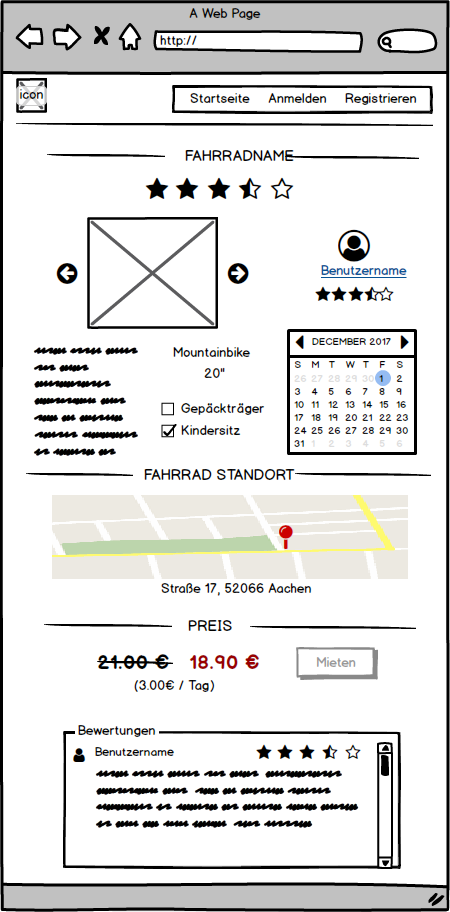 A Web Page
http://
icon
Startseite Anmelden Registrieren
FAHRRADNAME
Benutzername
Mountainbike
20"
Gepäckträger
Kindersitz
DECEMBER 2017
S M T W T F S
26 27 28 29 30 1 2
3 4 5 6 7 8 9
10 11 12 13 14 15 16
17 18 19 20 21 22 23
24 25 26 27 28 29 30
31 1 2 3 4 5 6
FAHRRAD STANDORT
Straße 17, 52066 Aachen
PREIS
21.00 € 18.90 €
Mieten
(3.00€ / Tag)
Bewertungen
Benutzername